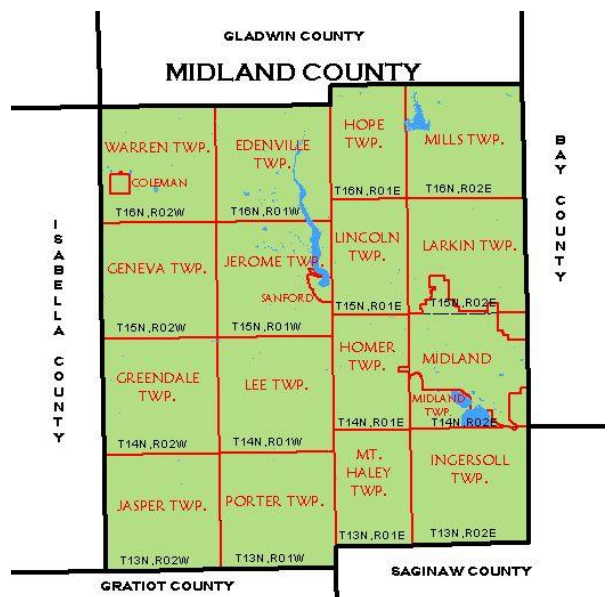 GLADWIN COUNTY
MIDLAND COUNTY
WARREN TWP.
COLEMAN
T16N,R02W
EDENVILLE
TWP.
T16N,R01W
HOPE
TWP.
T16N,R01E
MILLS TWP.
T16N,R02E
BAY COUNTY
ISABELLA COUNTY
GENEVA TWP.
T15N,R02W
JEROME TWP.
SANFORD
T15N,R01W
LINCOLN
TWP.
T15N,R01E
LARKIN TWP.
T15N,R02E
GREENDALE
TWP.
T14N,R02W
LEE TWP.
T14N,R01W
HOMER
TWP.
T14N,R01E
MIDLAND
MIDLAND
TWP.
T14N,R02E
JASPER TWP.
T13N,R02W
PORTER TWP.
T13N,R01W
MT.
HALEY
TWP.
T13N,R01E
INGERSOLL
TWP.
T13N,R02E
GRATIOT COUNTY
SAGINAW COUNTY